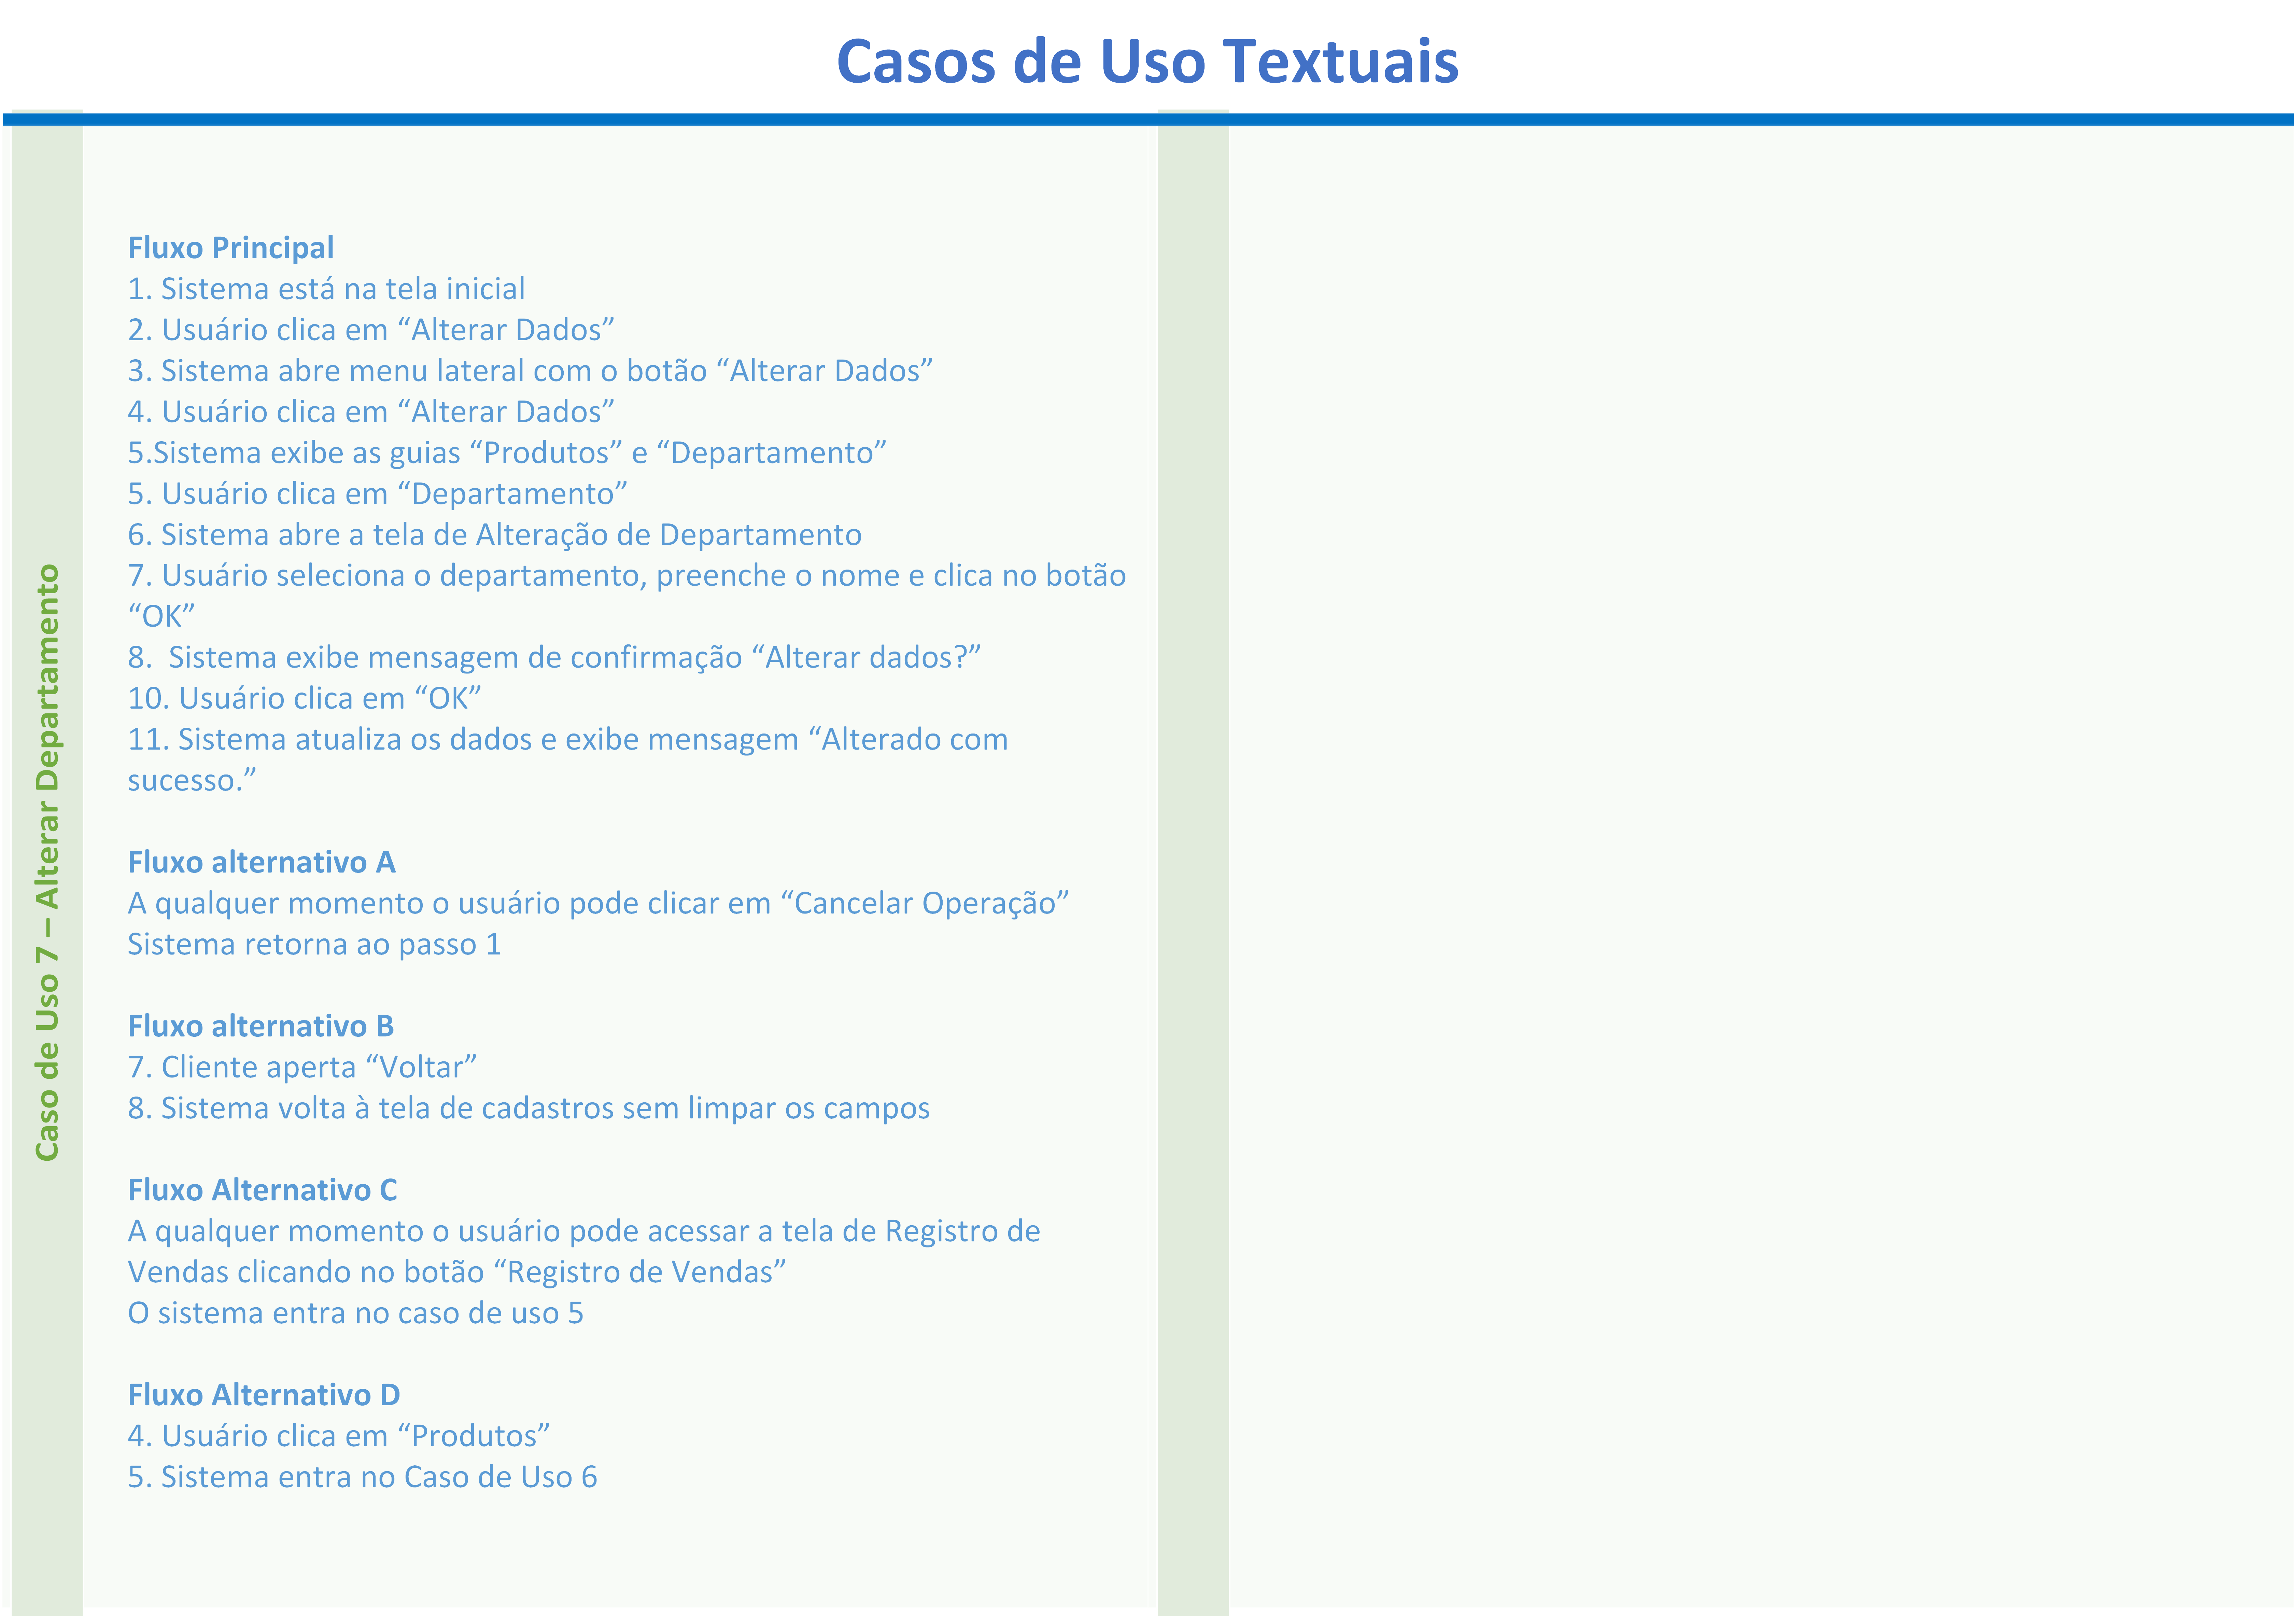 Casos de Uso Textuais
Caso de Uso 7 – Alterar Departamento
Fluxo Principal
1. Sistema está na tela inicial
2. Usuário clica em “Alterar Dados”
3. Sistema abre menu lateral com o botão “Alterar Dados”
4. Usuário clica em “Alterar Dados”
5.Sistema exibe as guias “Produtos” e “Departamento”
5. Usuário clica em “Departamento”
6. Sistema abre a tela de Alteração de Departamento
7. Usuário seleciona o departamento, preenche o nome e clica no botão
“OK”
8.  Sistema exibe mensagem de confirmação “Alterar dados?”
10. Usuário clica em “OK”
11. Sistema atualiza os dados e exibe mensagem “Alterado com
sucesso.”
Fluxo alternativo A
A qualquer momento o usuário pode clicar em “Cancelar Operação”
Sistema retorna ao passo 1
Fluxo alternativo B
7. Cliente aperta “Voltar”
8. Sistema volta à tela de cadastros sem limpar os campos
Fluxo Alternativo C
A qualquer momento o usuário pode acessar a tela de Registro de
Vendas clicando no botão “Registro de Vendas”
O sistema entra no caso de uso 5
Fluxo Alternativo D
4. Usuário clica em “Produtos”
5. Sistema entra no Caso de Uso 6